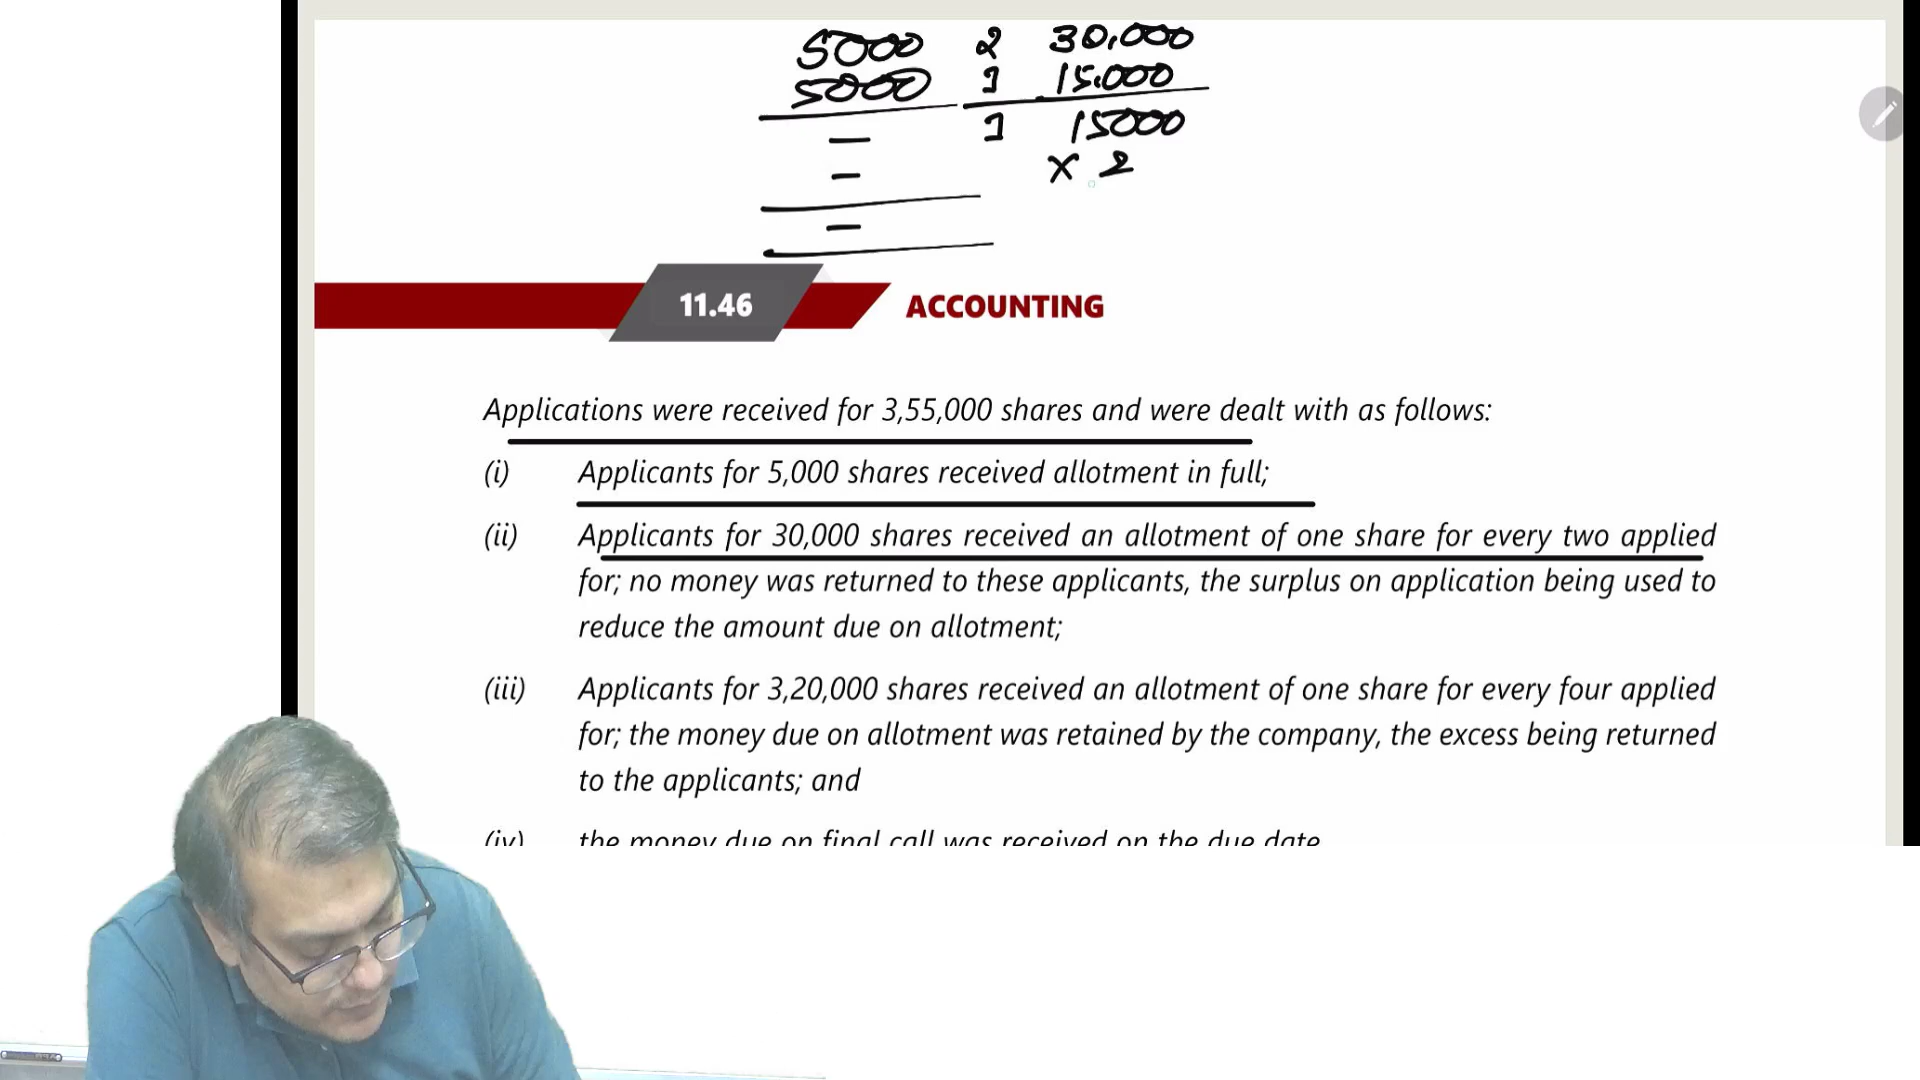 5000 2 30,000
5000 1 15,000
— 1 15000
— × 2
—
11.46 ACCOUNTING
Applications were received for 3,55,000 shares and were dealt with as follows:
(i) Applicants for 5,000 shares received allotment in full;
(ii) Applicants for 30,000 shares received an allotment of one share for every two applied
for; no money was returned to these applicants, the surplus on application being used to
reduce the amount due on allotment;
(iii) Applicants for 3,20,000 shares received an allotment of one share for every four applied
for; the money due on allotment was retained by the company, the excess being returned
to the applicants; and
(iv) the money due on final call was received on the due date